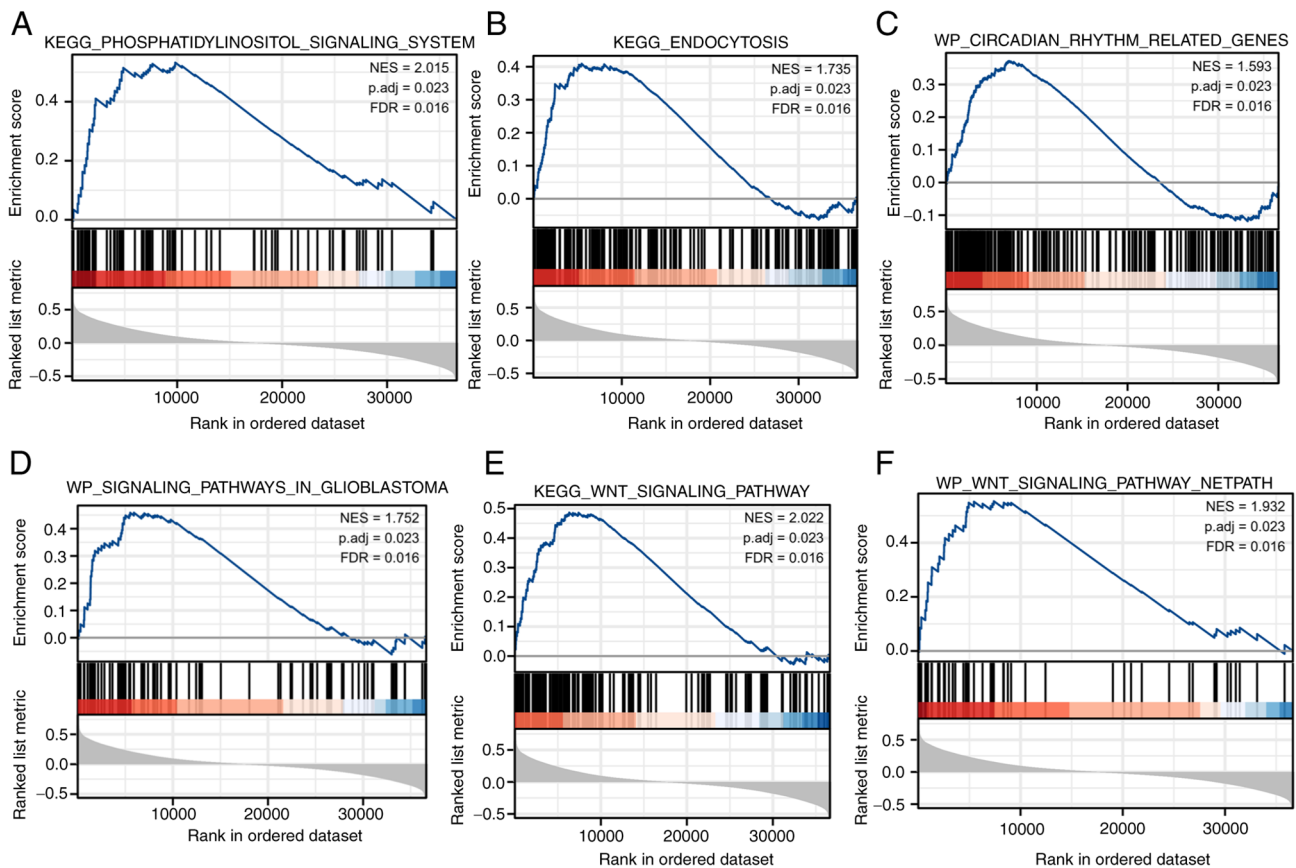 A
KEGG_PHOSPHATIDYLINOSITOL_SIGNALING_SYSTEM
NES = 2.015
p.adj = 0.023
FDR = 0.016
Enrichment score
0.4
0.2
0.0
Ranked list metric
0.5
0.0
−0.5
10000 20000 30000
Rank in ordered dataset
B
KEGG_ENDOCYTOSIS
NES = 1.735
p.adj = 0.023
FDR = 0.016
Enrichment score
0.4
0.3
0.2
0.1
0.0
Ranked list metric
0.5
0.0
−0.5
10000 20000 30000
Rank in ordered dataset
C
WP_CIRCADIAN_RHYTHM_RELATED_GENES
NES = 1.593
p.adj = 0.023
FDR = 0.016
Enrichment score
0.3
0.2
0.1
0.0
−0.1
Ranked list metric
0.5
0.0
−0.5
10000 20000 30000
Rank in ordered dataset
D
WP_SIGNALING_PATHWAYS_IN_GLIOBLASTOMA
NES = 1.752
p.adj = 0.023
FDR = 0.016
Enrichment score
0.4
0.3
0.2
0.1
0.0
Ranked list metric
0.5
0.0
−0.5
10000 20000 30000
Rank in ordered dataset
E
KEGG_WNT_SIGNALING_PATHWAY
NES = 2.022
p.adj = 0.023
FDR = 0.016
Enrichment score
0.5
0.4
0.3
0.2
0.1
0.0
Ranked list metric
0.5
0.0
−0.5
10000 20000 30000
Rank in ordered dataset
F
WP_WNT_SIGNALING_PATHWAY_NETPATH
NES = 1.932
p.adj = 0.023
FDR = 0.016
Enrichment score
0.4
0.2
0.0
Ranked list metric
0.5
0.0
−0.5
10000 20000 30000
Rank in ordered dataset